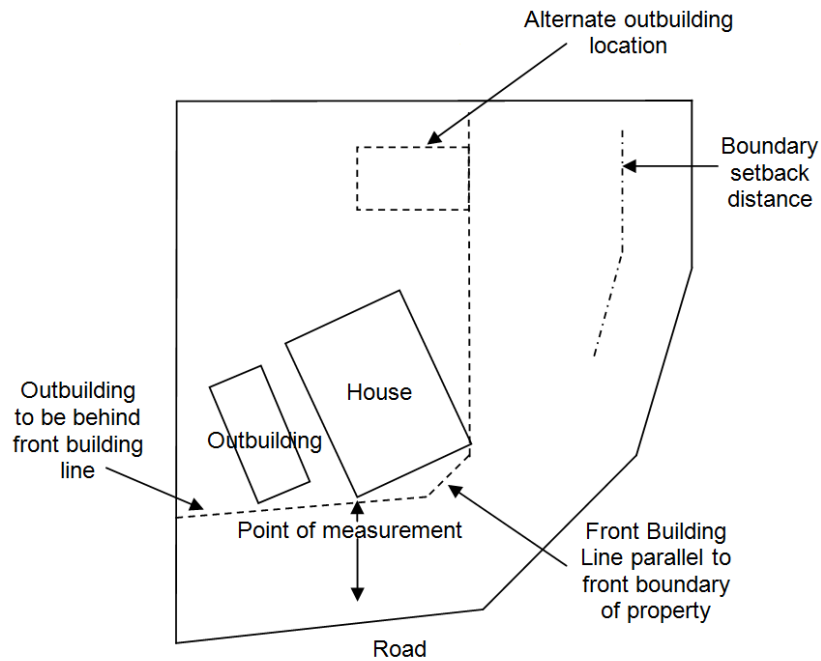 Alternate outbuilding
location
Boundary
setback
distance
House
Outbuilding
to be behind
front building
line
Outbuilding
Point of measurement
Front Building
Line parallel to
front boundary
of property
Road